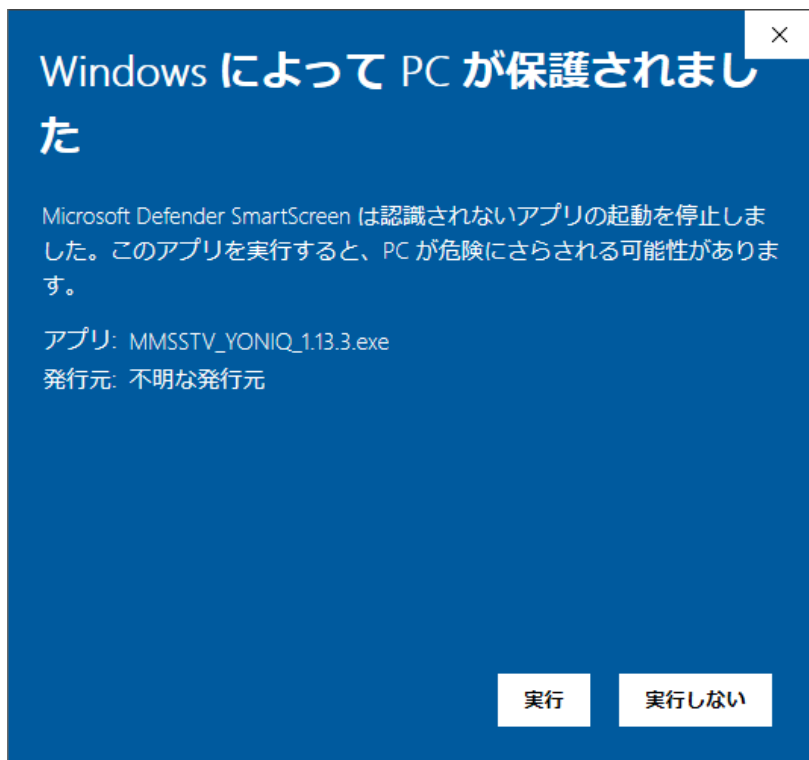 Windows によって PC が保護されまし
た
Microsoft Defender SmartScreen は認識されないアプリの起動を停止しま
した。このアプリを実行すると、PC が危険にさらされる可能性がありま
す。
アプリ: MMSSTV_YONIQ_1.13.3.exe
発行元: 不明な発行元
実行 実行しない